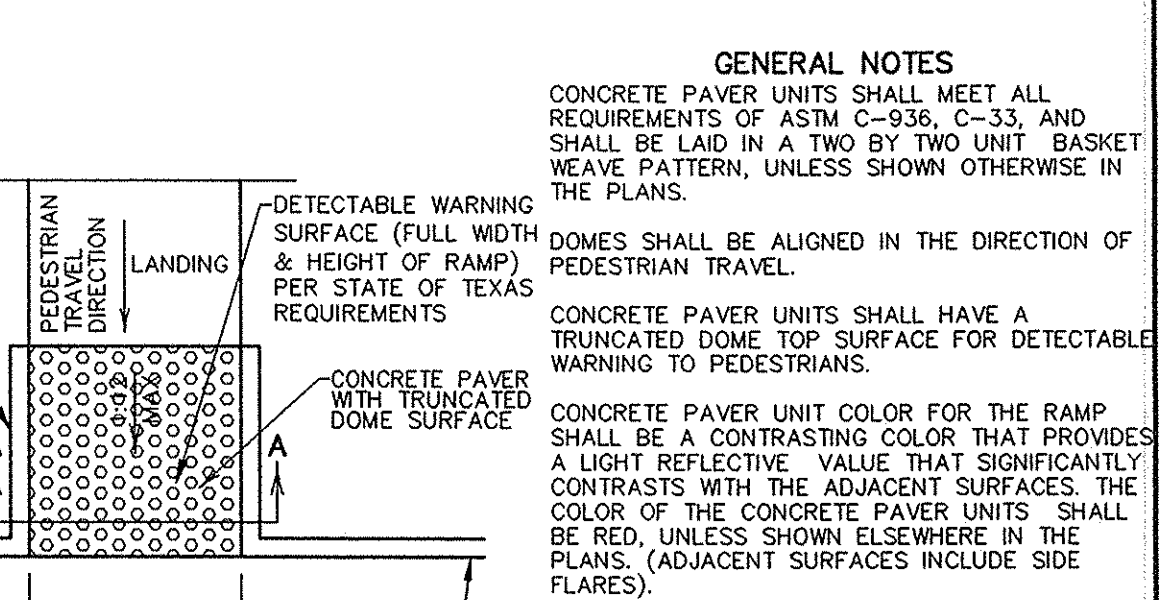 GENERAL NOTES
CONCRETE PAVER UNITS SHALL MEET ALL
REQUIREMENTS OF ASTM C-936, C-33, AND
SHALL BE LAID IN A TWO BY TWO UNIT BASKET
WEAVE PATTERN, UNLESS SHOWN OTHERWISE IN
THE PLANS.
DOMES SHALL BE ALIGNED IN THE DIRECTION OF
PEDESTRIAN TRAVEL.
CONCRETE PAVER UNITS SHALL HAVE A
TRUNCATED DOME TOP SURFACE FOR DETECTABLE
WARNING TO PEDESTRIANS.
CONCRETE PAVER UNIT COLOR FOR THE RAMP
SHALL BE A CONTRASTING COLOR THAT PROVIDES
A LIGHT REFLECTIVE VALUE THAT SIGNIFICANTLY
CONTRASTS WITH THE ADJACENT SURFACES. THE
COLOR OF THE CONCRETE PAVER UNITS SHALL
BE RED, UNLESS SHOWN ELSEWHERE IN THE
PLANS. (ADJACENT SURFACES INCLUDE SIDE
FLARES).
PEDESTRIAN
TRAVEL
DIRECTION
LANDING
DETECTABLE WARNING
SURFACE (FULL WIDTH
& HEIGHT OF RAMP)
PER STATE OF TEXAS
REQUIREMENTS
CONCRETE PAVER
WITH TRUNCATED
DOME SURFACE
1:12
MAX
A